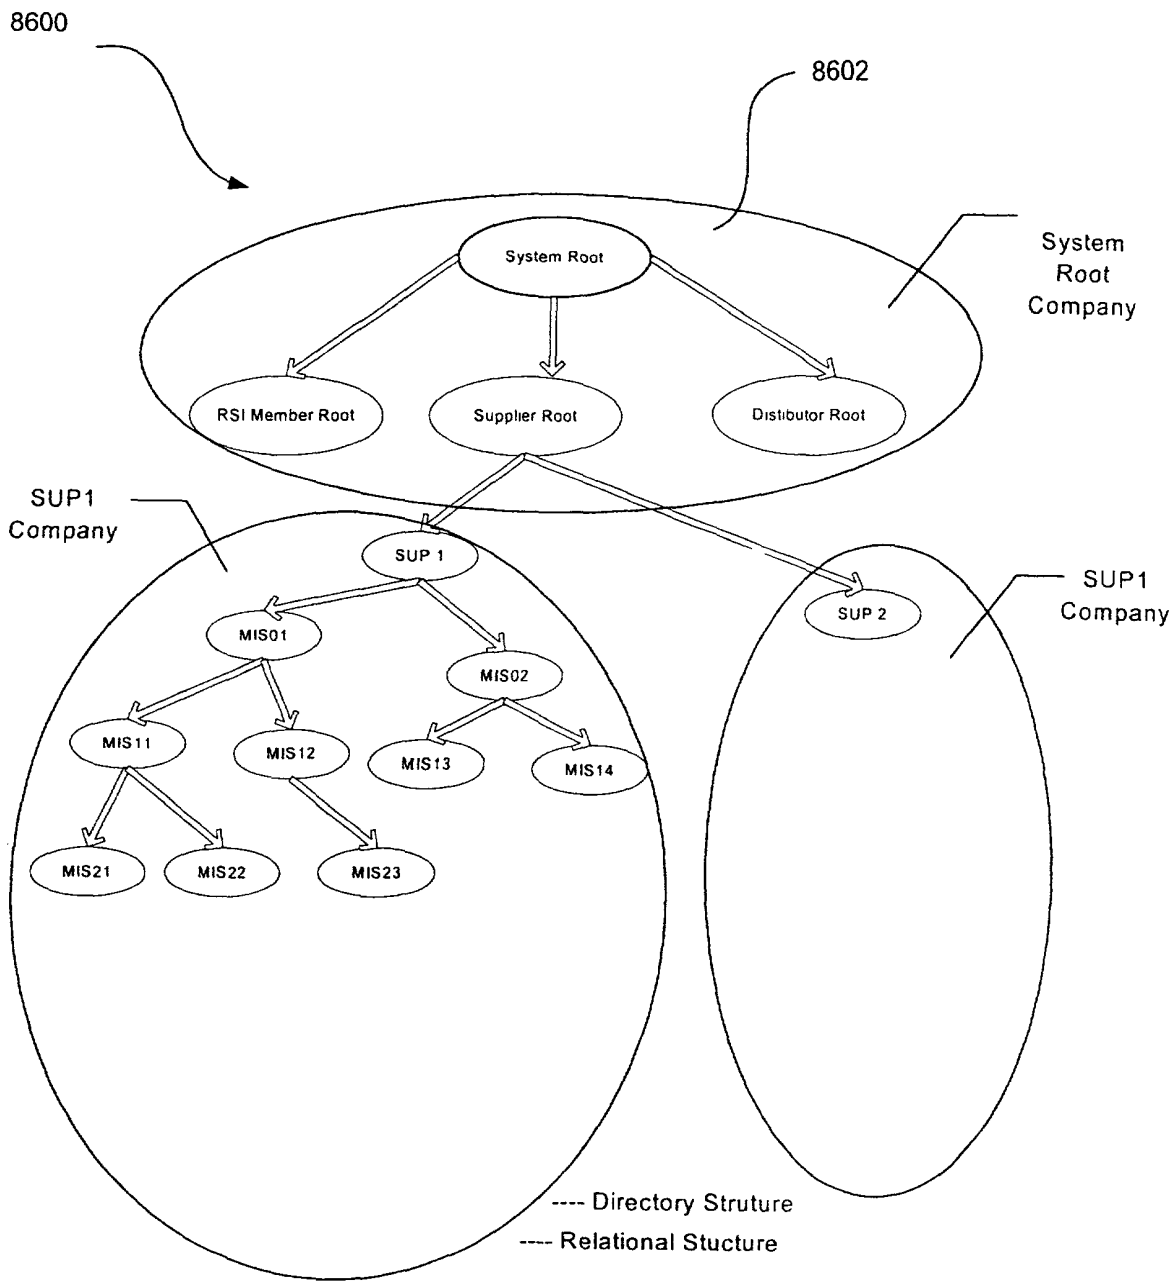 8600
8602
System Root
System
Root
Company
RSI Member Root
Supplier Root
Distibutor Root
SUP1
Company
SUP 1
SUP1
Company
SUP 2
MIS01
MIS02
MIS11
MIS12
MIS13
MIS14
MIS21
MIS22
MIS23
---- Directory Struture
---- Relational Stucture